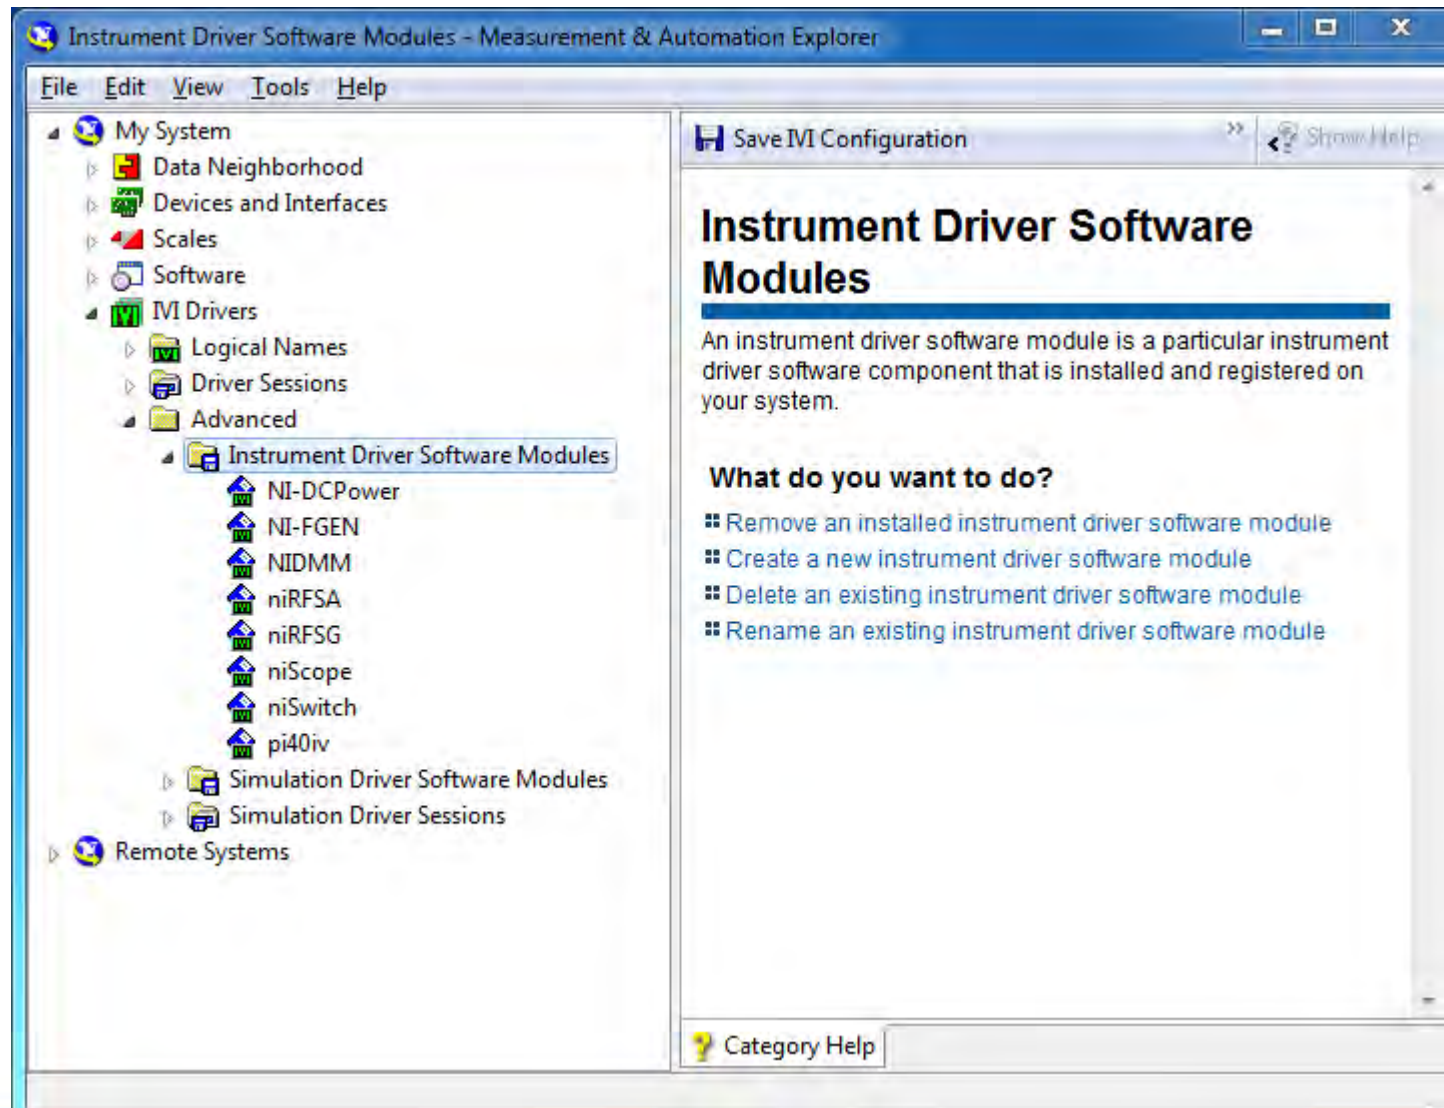 Instrument Driver Software Modules - Measurement & Automation Explorer
File Edit View Tools Help
My System
Data Neighborhood
Devices and Interfaces
Scales
Software
IVI Drivers
Logical Names
Driver Sessions
Advanced
Instrument Driver Software Modules
NI-DCPower
NI-FGEN
NIDMM
niRFSA
niRFSG
niScope
niSwitch
pi40iv
Simulation Driver Software Modules
Simulation Driver Sessions
Remote Systems
Save IVI Configuration
Show Help
Instrument Driver Software
Modules
An instrument driver software module is a particular instrument
driver software component that is installed and registered on
your system.
What do you want to do?
Remove an installed instrument driver software module
Create a new instrument driver software module
Delete an existing instrument driver software module
Rename an existing instrument driver software module
Category Help